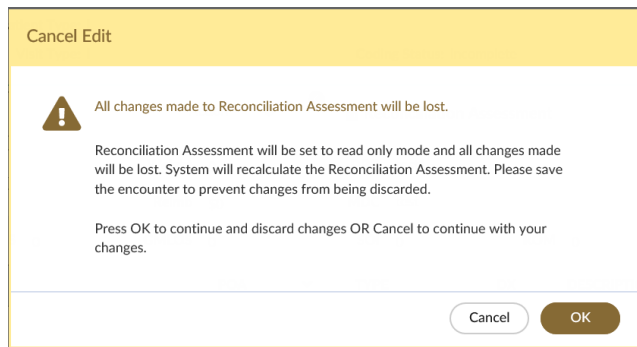 Cancel Edit
All changes made to Reconciliation Assessment will be lost.
Reconciliation Assessment will be set to read only mode and all changes made
will be lost. System will recalculate the Reconciliation Assessment. Please save
the encounter to prevent changes from being discarded.
Press OK to continue and discard changes OR Cancel to continue with your
changes.
Cancel
OK